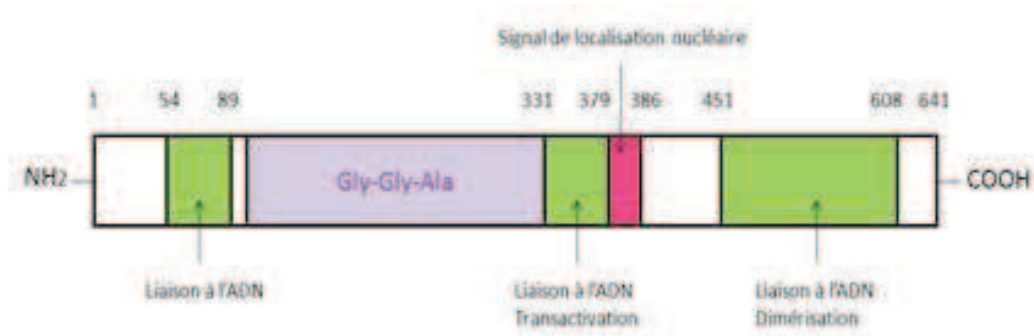 Signal de localisation nucléaire
1 54 89 331 379 386 451 608 641
NH2 Gly-Gly-Ala COOH
Liaison à l'ADN Liaison à l'ADN Liaison à l'ADN
Transactivation Dimérisation